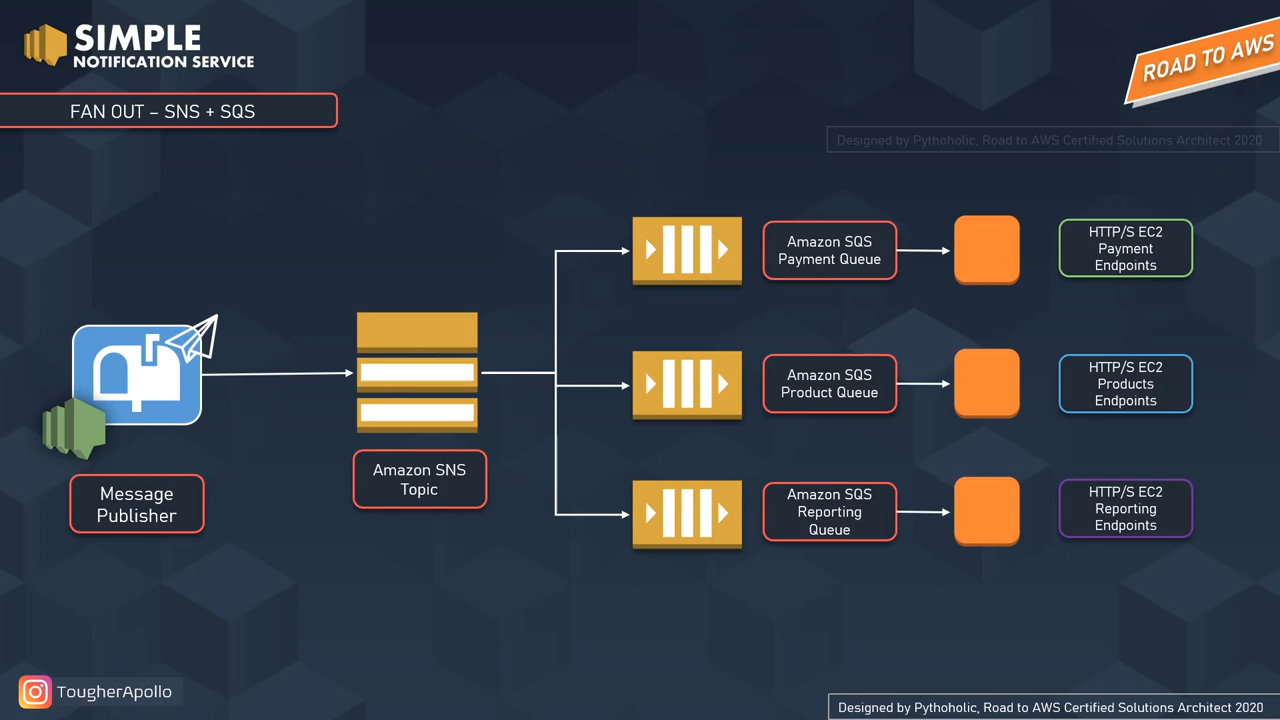 SIMPLE
NOTIFICATION SERVICE
ROAD TO AWS
FAN OUT – SNS + SQS
Designed by Pythoholic, Road to AWS Certified Solutions Architect 2020
Amazon SQS
Payment Queue
HTTP/S EC2
Payment
Endpoints
Amazon SQS
Product Queue
HTTP/S EC2
Products
Endpoints
Amazon SNS
Topic
Message
Publisher
Amazon SQS
Reporting
Queue
HTTP/S EC2
Reporting
Endpoints
TougherApollo
Designed by Pythoholic, Road to AWS Certified Solutions Architect 2020